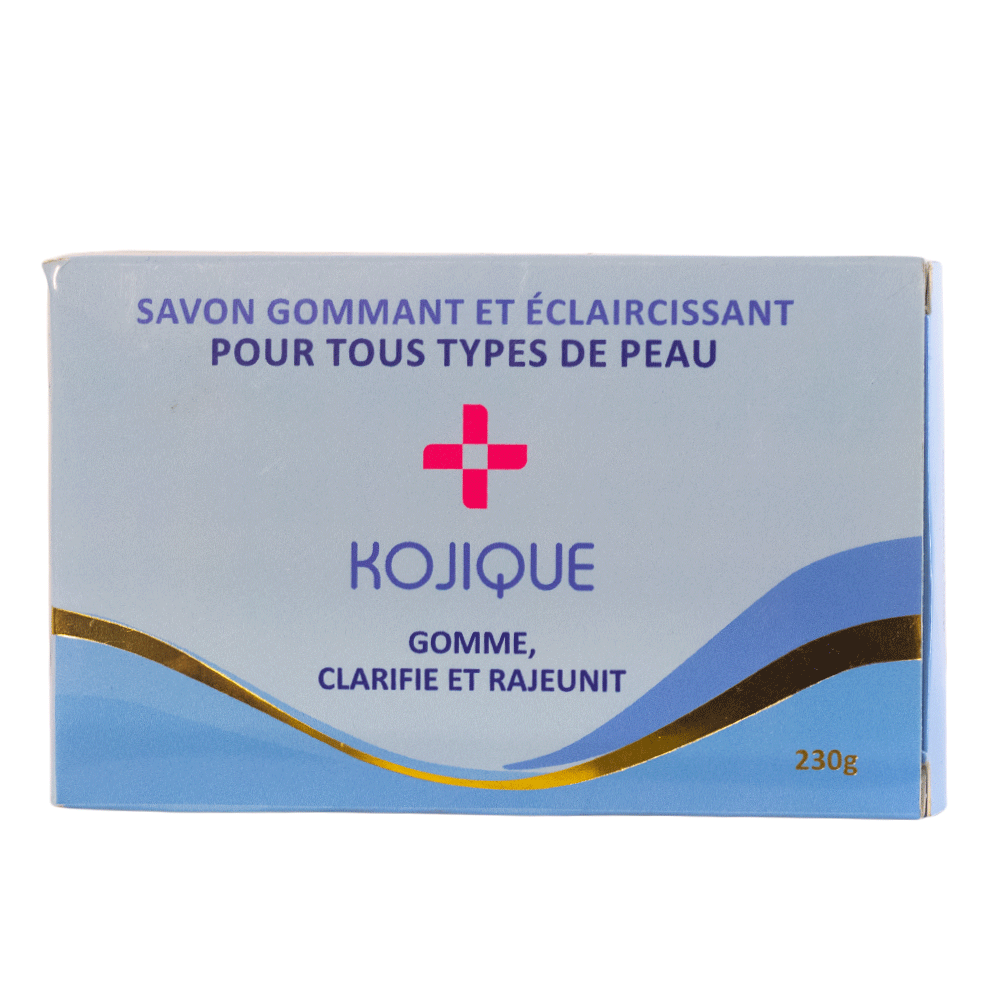 SAVON GOMMANT ET ÉCLAIRCISSANT
POUR TOUS TYPES DE PEAU
KOJIQUE
GOMME,
CLARIFIE ET RAJEUNIT
230g